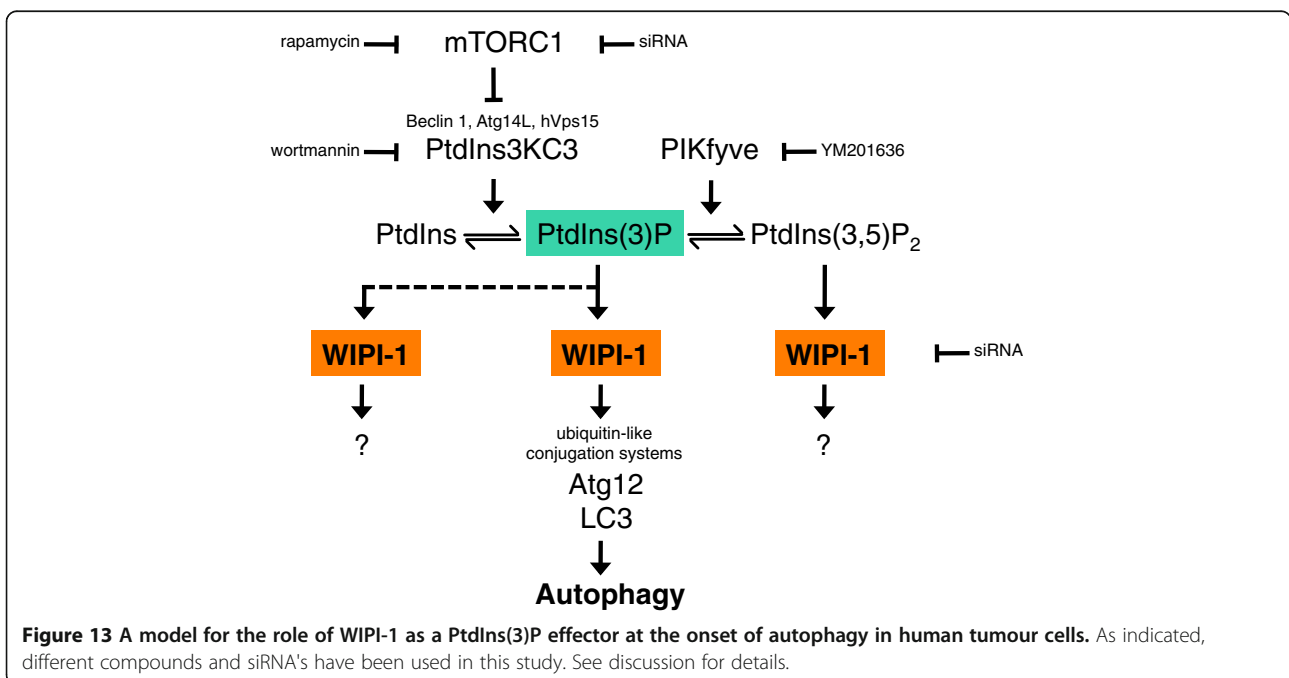 rapamycin mTORC1 siRNA
Beclin 1, Atg14L, hVps15
wortmannin PtdIns3KC3 PIKfyve YM201636
PtdIns PtdIns(3)P PtdIns(3,5)P₂
WIPI-1 WIPI-1 WIPI-1 siRNA
? ubiquitin-like conjugation systems ?
Atg12
LC3
Autophagy
Figure 13 A model for the role of WIPI-1 as a PtdIns(3)P effector at the onset of autophagy in human tumour cells. As indicated,
different compounds and siRNA's have been used in this study. See discussion for details.